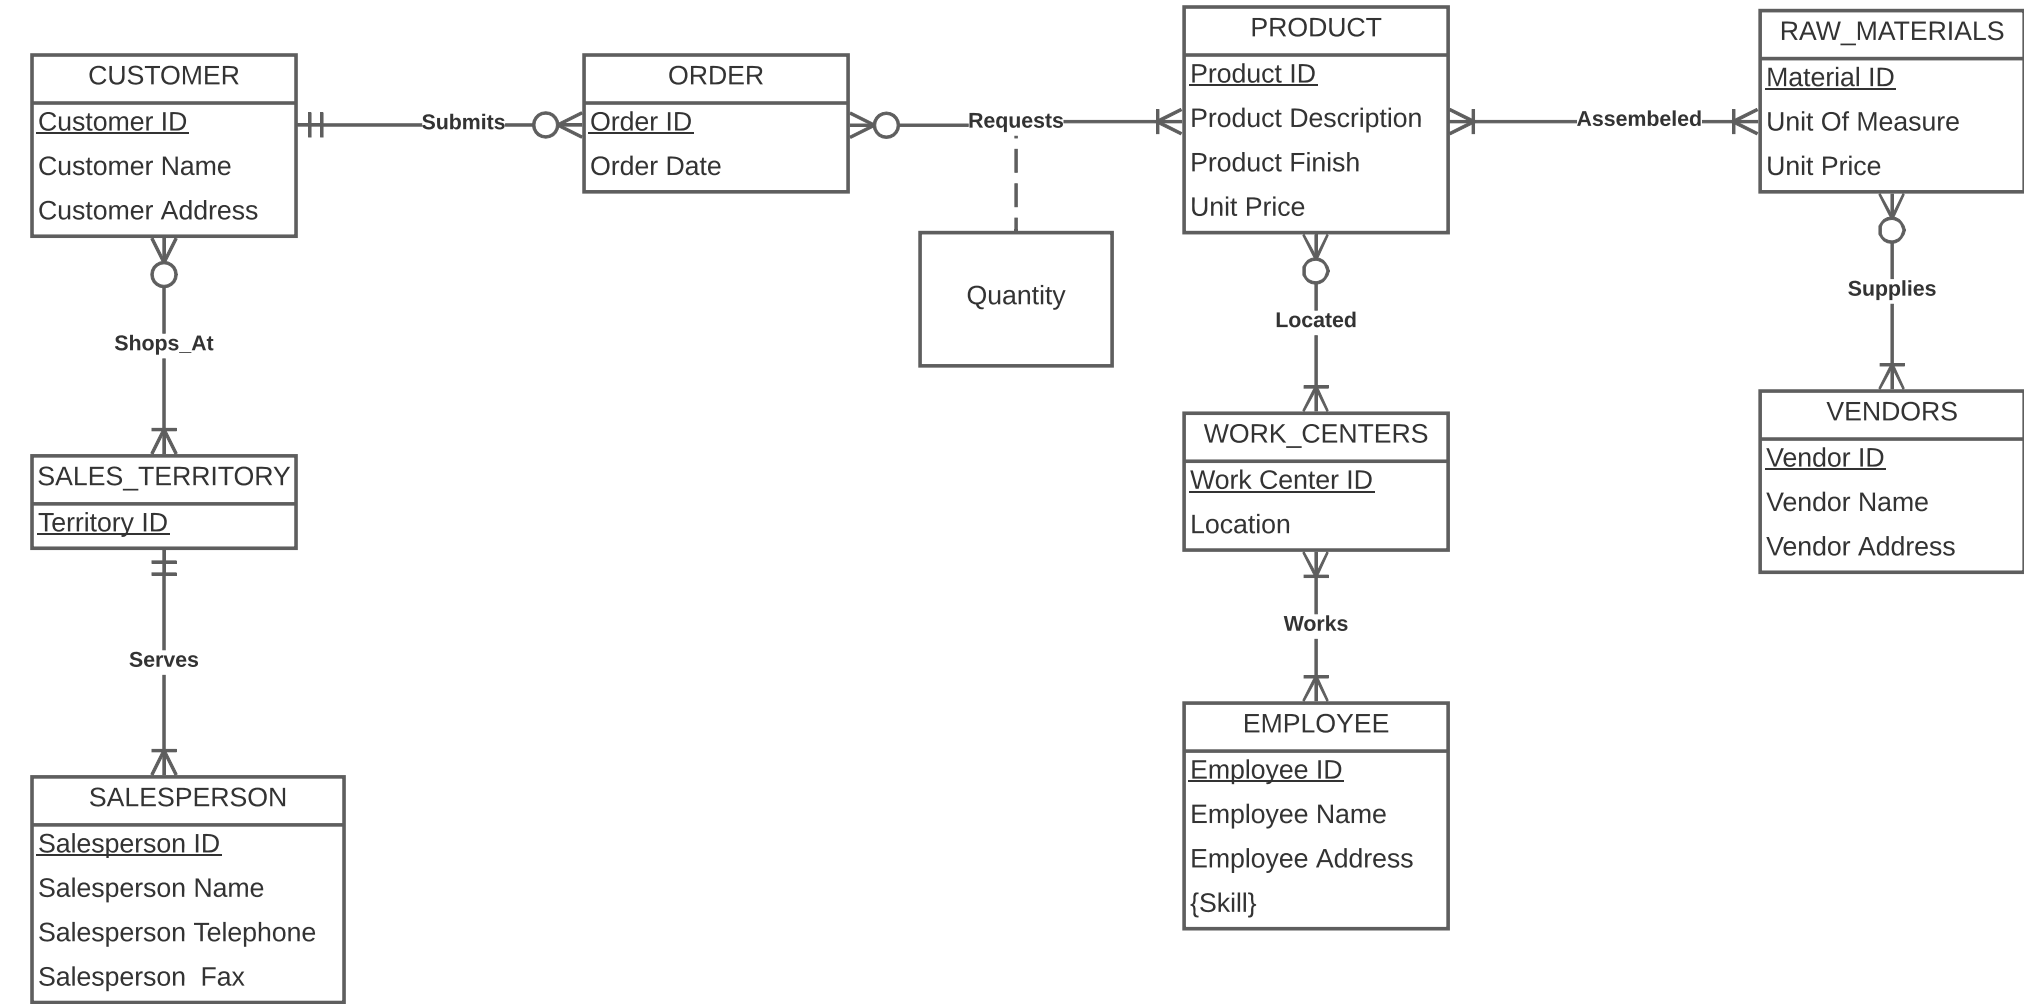 CUSTOMER
Customer ID
Customer Name
Customer Address
Submits
ORDER
Order ID
Order Date
Requests
Quantity
PRODUCT
Product ID
Product Description
Product Finish
Unit Price
Assembeled
RAW_MATERIALS
Material ID
Unit Of Measure
Unit Price
Shops_At
Located
Supplies
SALES_TERRITORY
Territory ID
WORK_CENTERS
Work Center ID
Location
VENDORS
Vendor ID
Vendor Name
Vendor Address
Serves
Works
SALESPERSON
Salesperson ID
Salesperson Name
Salesperson Telephone
Salesperson  Fax
EMPLOYEE
Employee ID
Employee Name
Employee Address
{Skill}